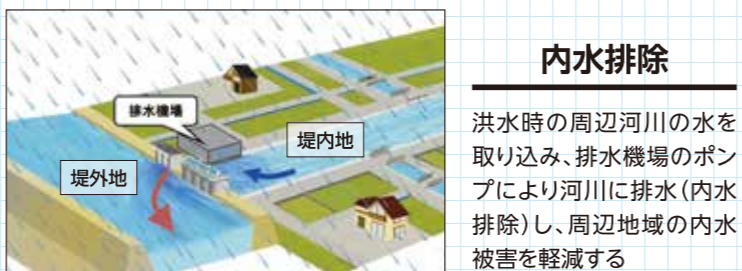 排水機場
堤内地
堤外地
内水排除
洪水時の周辺河川の水を
取り込み、排水機場のポン
プにより河川に排水（内水
排除）し、周辺地域の内水
被害を軽減する